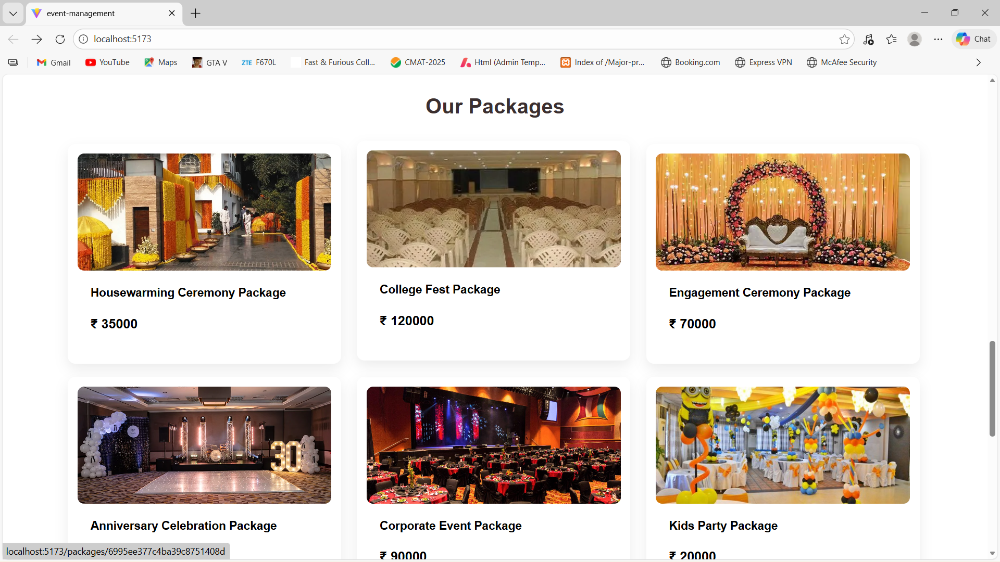 event-management
localhost:5173
Chat
Gmail
YouTube
Maps
GTA V
ZTE F670L
Fast & Furious Coll...
CMAT-2025
Html (Admin Temp...
Index of /Major-pr...
Booking.com
Express VPN
McAfee Security
Our Packages
Housewarming Ceremony Package
₹ 35000
College Fest Package
₹ 120000
Engagement Ceremony Package
₹ 70000
30
Anniversary Celebration Package
Corporate Event Package
₹ 90000
Kids Party Package
₹ 20000
localhost:5173/packages/6995ee377c4ba39c8751408d